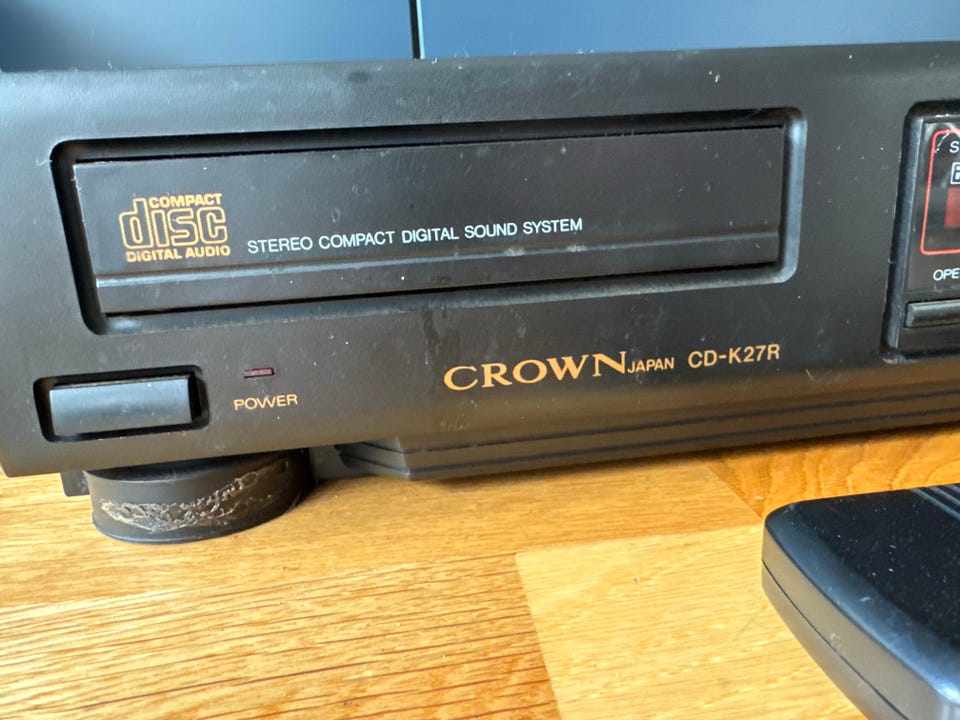 COMPACT
disc
DIGITAL AUDIO
STEREO COMPACT DIGITAL SOUND SYSTEM
POWER
CROWN JAPAN CD-K27R